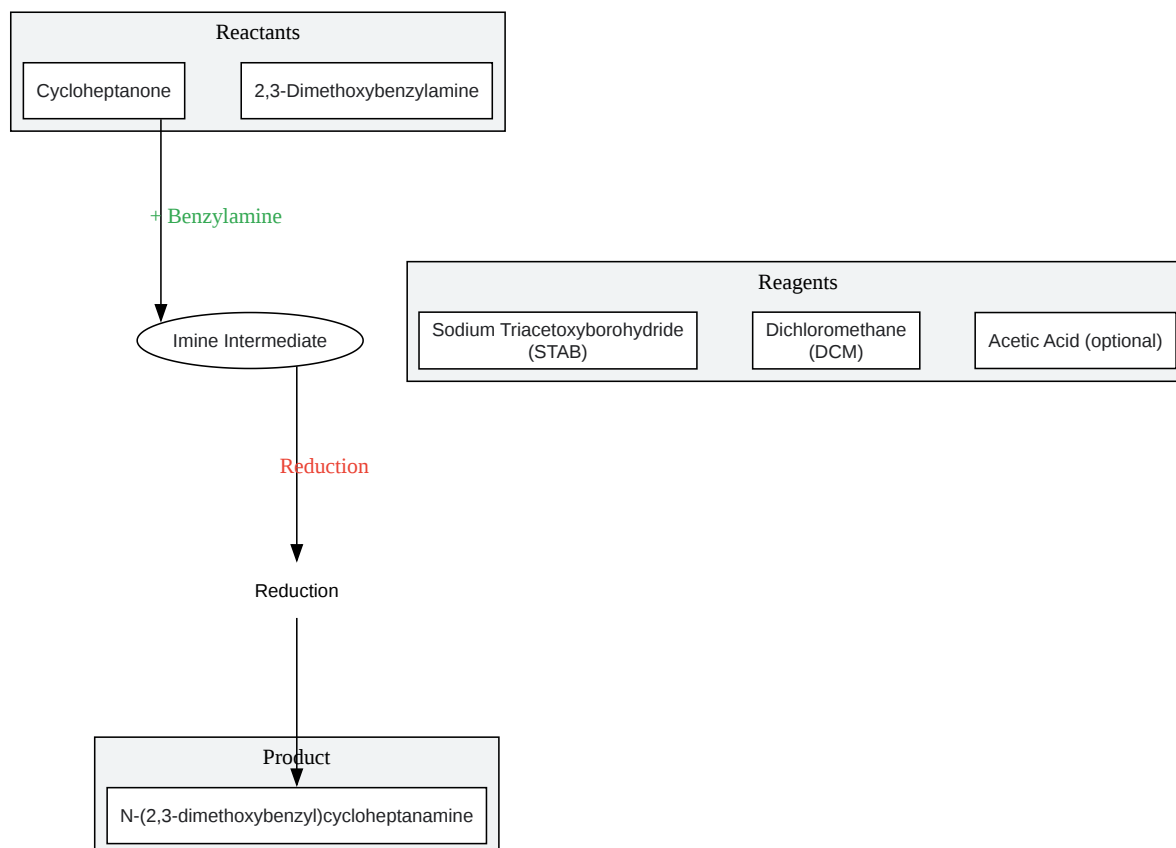 Reactants
Cycloheptanone
2,3-Dimethoxybenzylamine
+ Benzylamine
Reagents
Sodium Triacetoxyborohydride
(STAB)
Dichloromethane
(DCM)
Acetic Acid (optional)
Imine Intermediate
Reduction
Reduction
Product
N-(2,3-dimethoxybenzyl)cycloheptanamine